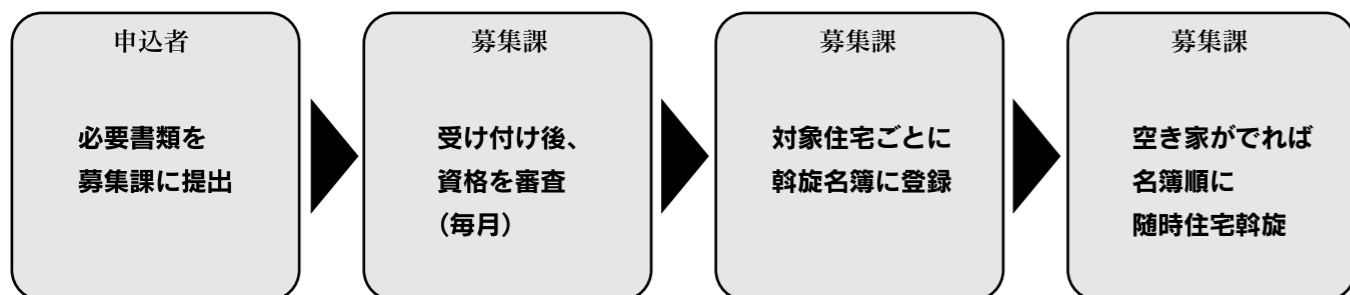 申込者
必要書類を
募集課に提出
募集課
受け付け後、
資格を審査
（毎月）
募集課
対象住宅ごとに
斡旋名簿に登録
募集課
空き家がでれば
名簿順に
随時住宅斡旋